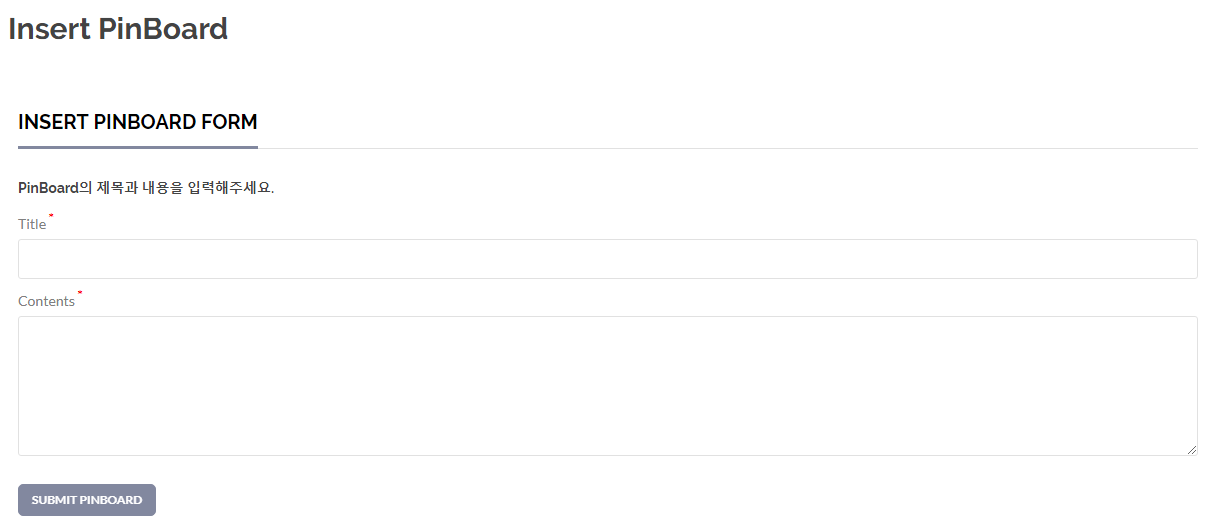 Insert PinBoard
INSERT PINBOARD FORM
PinBoard의 제목과 내용을 입력해주세요.
Title *
Contents *
SUBMIT PINBOARD